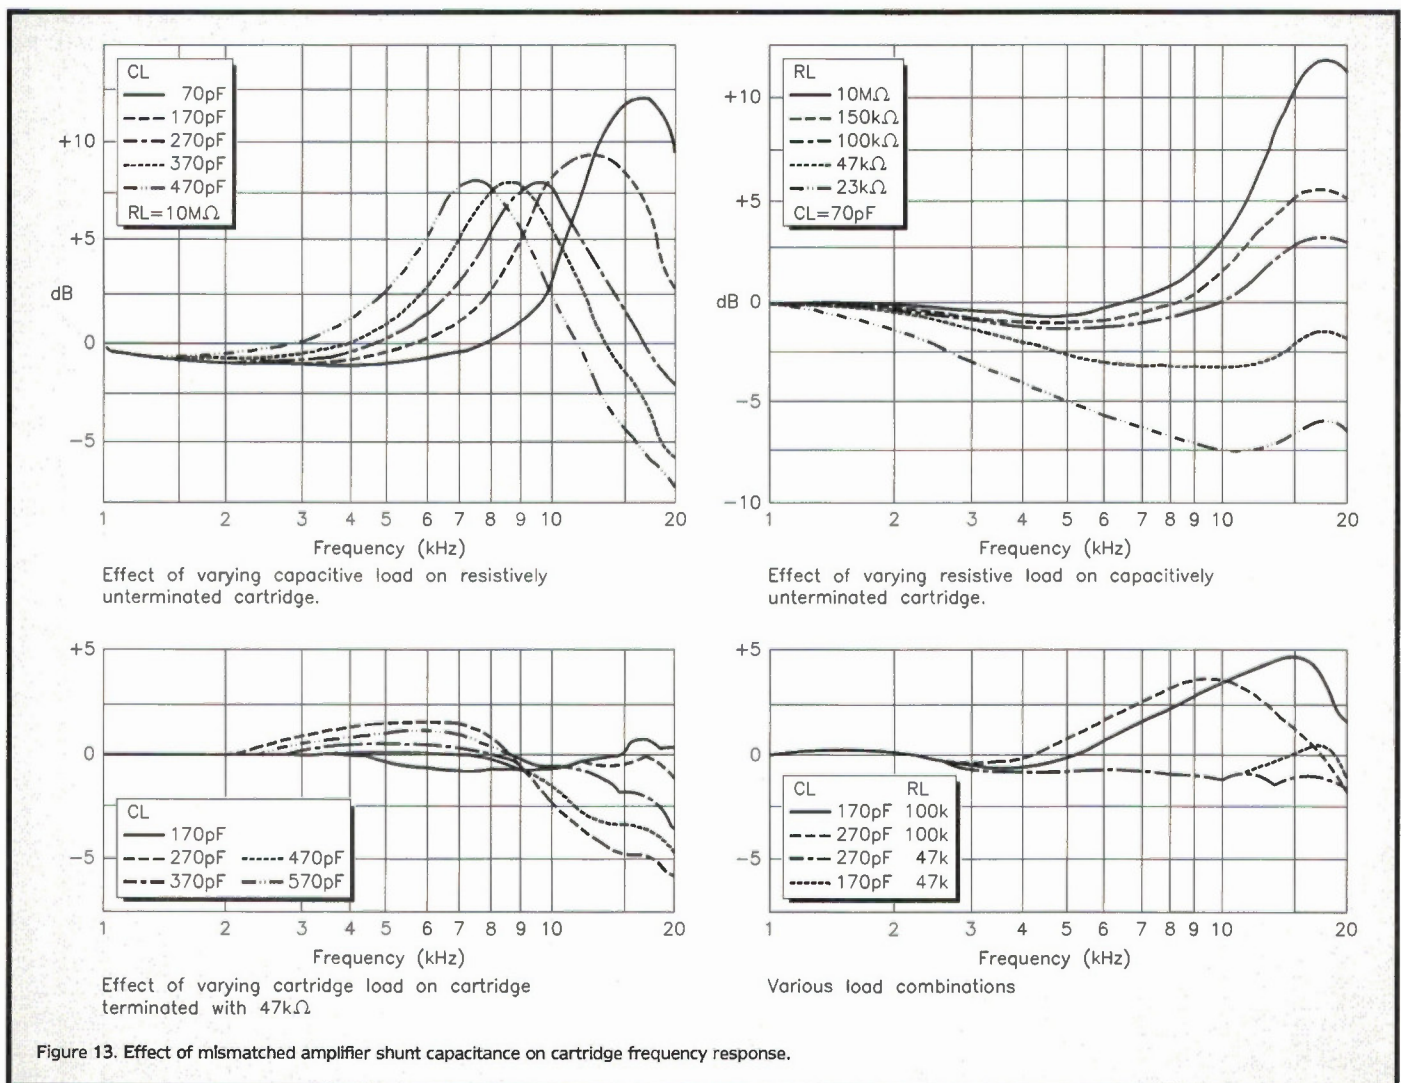 CL
70pF
170pF
270pF
370pF
470pF
RL=10MΩ
+10
+5
dB
0
−5
1 2 3 4 5 6 7 8 9 10 20
Frequency (kHz)
Effect of varying capacitive load on resistively
unterminated cartridge.
RL
10MΩ
150kΩ
100kΩ
47kΩ
23kΩ
CL=70pF
+10
+5
dB 0
−5
−10
1 2 3 4 5 6 7 8 9 10 20
Frequency (kHz)
Effect of varying resistive load on capacitively
unterminated cartridge.
+5
0
−5
CL
170pF
270pF 470pF
370pF 570pF
1 2 3 4 5 6 7 8 9 10 20
Frequency (kHz)
Effect of varying cartridge load on cartridge
terminated with 47kΩ
+5
0
−5
CL RL
170pF 100k
270pF 100k
270pF 47k
170pF 47k
1 2 3 4 5 6 7 8 9 10 20
Frequency (kHz)
Various load combinations
Figure 13. Effect of mismatched amplifier shunt capacitance on cartridge frequency response.